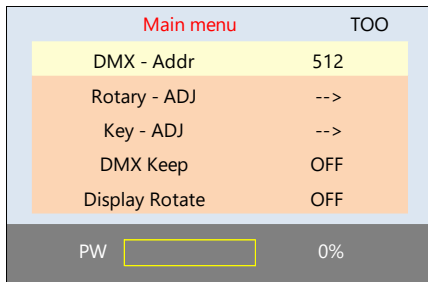 Main menu TOO
DMX - Addr 512
Rotary - ADJ -->
Key - ADJ -->
DMX Keep OFF
Display Rotate OFF
PW 0%